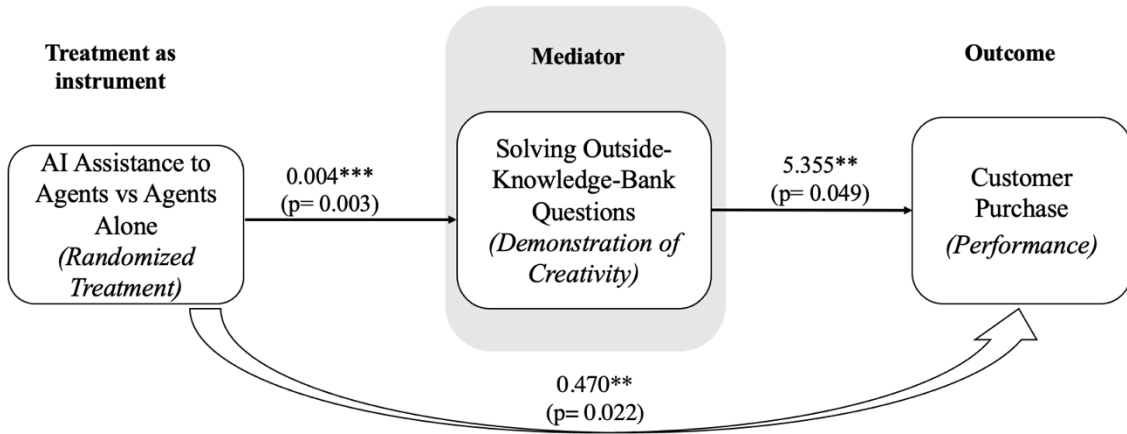 Treatment as
instrument
Mediator
Outcome
AI Assistance to
Agents vs Agents
Alone
(Randomized
Treatment)
0.004***
(p= 0.003)
Solving Outside-
Knowledge-Bank
Questions
(Demonstration of
Creativity)
5.355**
(p= 0.049)
Customer
Purchase
(Performance)
0.470**
(p= 0.022)